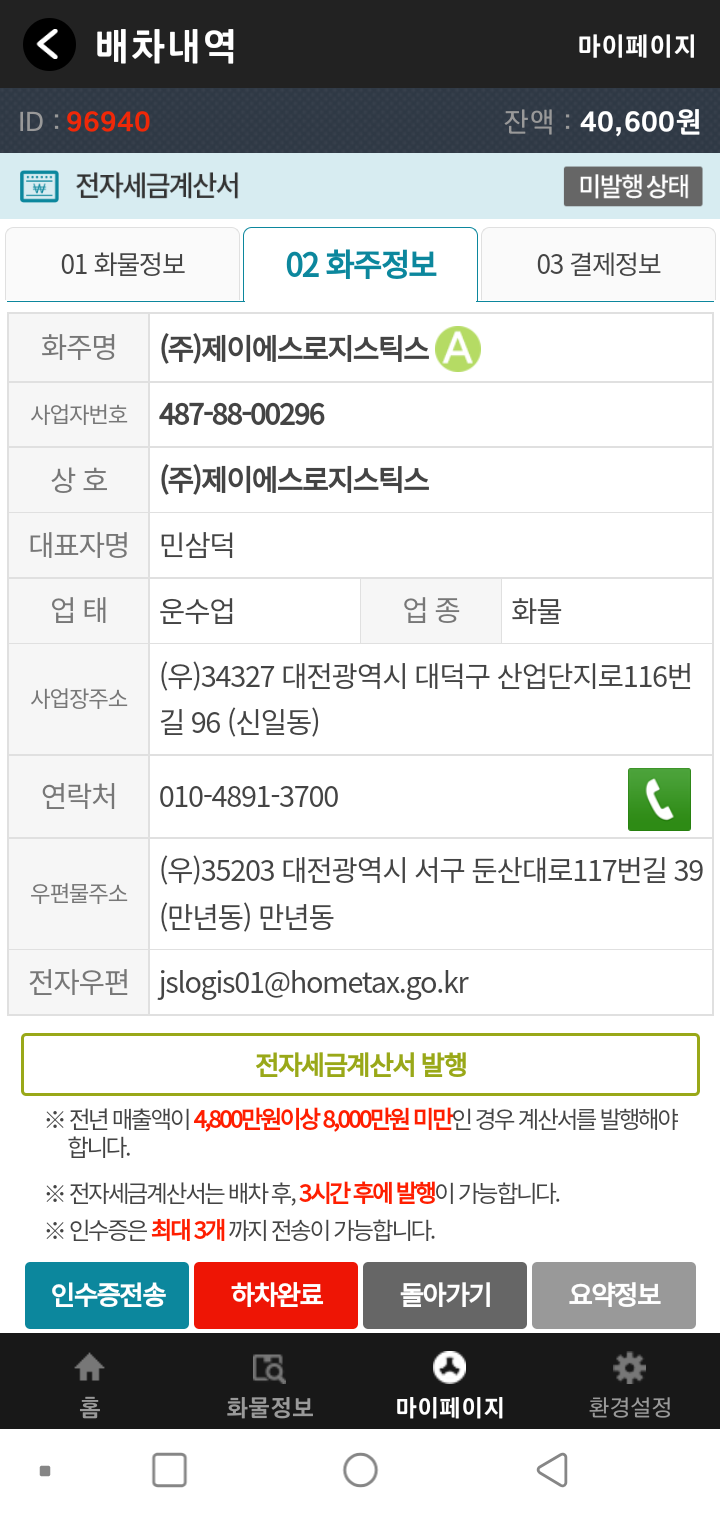 배차내역 마이페이지
ID : 96940 잔액 : 40,600원
전자세금계산서 미발행 상태
01 화물정보 02 화주정보 03 결제정보
화주명 (주)제이에스로지스틱스 A
사업자번호 487-88-00296
상 호 (주)제이에스로지스틱스
대표자명 민삼덕
업 태 운수업 업 종 화물
사업장주소 (우)34327 대전광역시 대덕구 산업단지로116번
길 96 (신일동)
연락처 010-4891-3700
우편물주소 (우)35203 대전광역시 서구 둔산대로117번길 39
(만년동) 만년동
전자우편 jslogis01@hometax.go.kr
전자세금계산서 발행
※ 전년 매출액이 4,800만원이상 8,000만원 미만인 경우 계산서를 발행해야
합니다.
※ 전자세금계산서는 배차 후, 3시간 후에 발행이 가능합니다.
※ 인수증은 최대 3개 까지 전송이 가능합니다.
인수증전송 하차완료 돌아가기 요약정보
홈 화물정보 마이페이지 환경설정